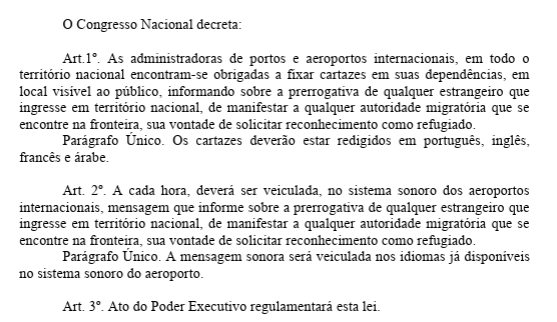 O Congresso Nacional decreta:
Art.1º. As administradoras de portos e aeroportos internacionais, em todo o
território nacional encontram-se obrigadas a fixar cartazes em suas dependências, em
local visível ao público, informando sobre a prerrogativa de qualquer estrangeiro que
ingresse em território nacional, de manifestar a qualquer autoridade migratória que se
encontre na fronteira, sua vontade de solicitar reconhecimento como refugiado.
Parágrafo Único. Os cartazes deverão estar redigidos em português, inglês,
francês e árabe.
Art. 2º. A cada hora, deverá ser veiculada, no sistema sonoro dos aeroportos
internacionais, mensagem que informe sobre a prerrogativa de qualquer estrangeiro que
ingresse em território nacional, de manifestar a qualquer autoridade migratória que se
encontre na fronteira, sua vontade de solicitar reconhecimento como refugiado.
Parágrafo Único. A mensagem sonora será veiculada nos idiomas já disponíveis
no sistema sonoro do aeroporto.
Art. 3º. Ato do Poder Executivo regulamentará esta lei.